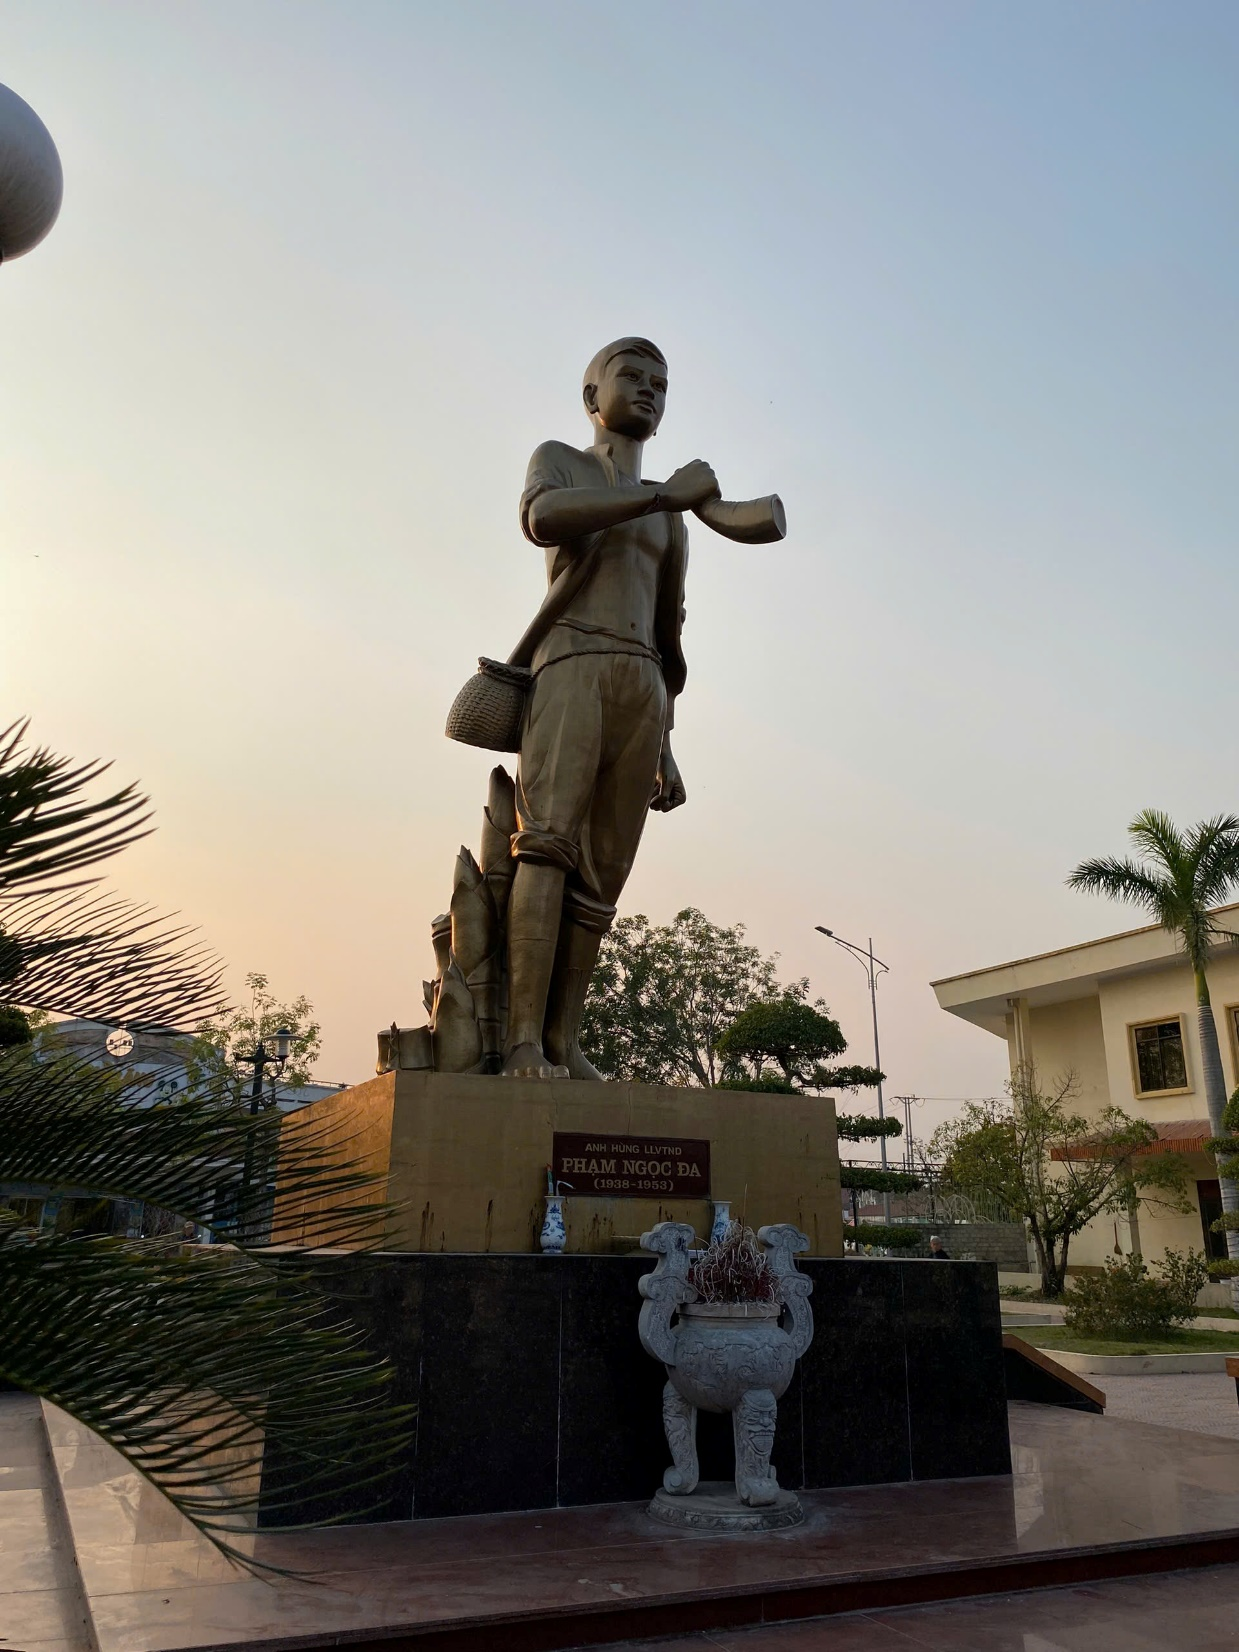 ANH HÙNG LLVTND
PHẠM NGỌC ĐA
(1938-1953)